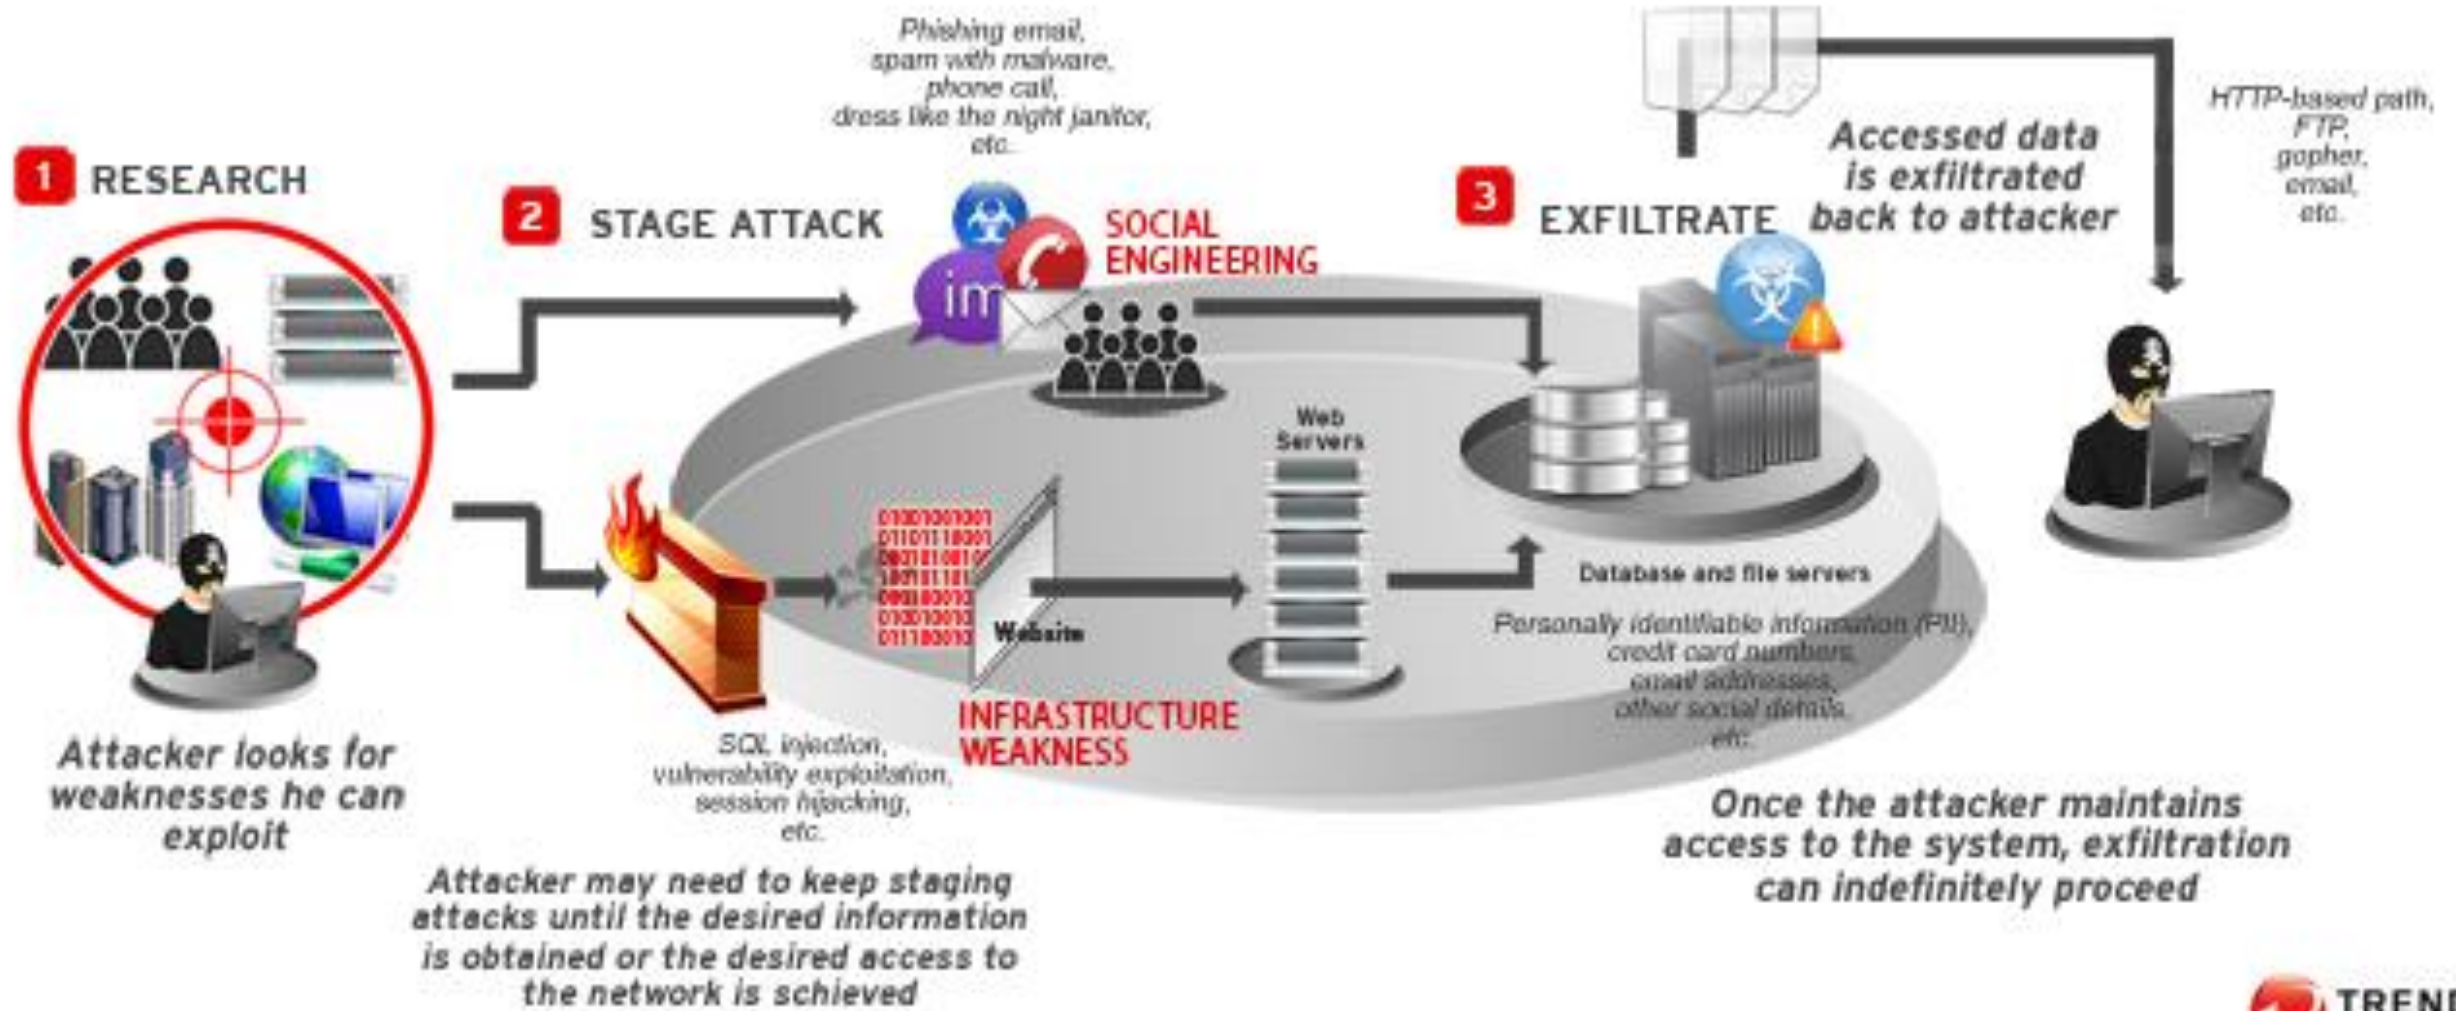 1 RESEARCH
Attacker looks for
weaknesses he can
exploit
2 STAGE ATTACK
Phishing email,
spam with malware,
phone call,
dress like the night janitor,
etc.
im
SOCIAL
ENGINEERING
01001001001
01101110001
Website
Web
Servers
INFRASTRUCTURE
WEAKNESS
SQL injection,
vulnerability exploitation,
session hijacking,
etc.
Attacker may need to keep staging
attacks until the desired information
is obtained or the desired access to
the network is schieved
3 EXFILTRATE
Accessed data
is exfiltrated
back to attacker
HTTP-based path,
FTP,
gopher,
email,
etc.
Database and file servers
Personally identifiable information (PII),
credit card numbers,
email addresses,
other social details,
etc.
Once the attacker maintains
access to the system, exfiltration
can indefinitely proceed
TREND